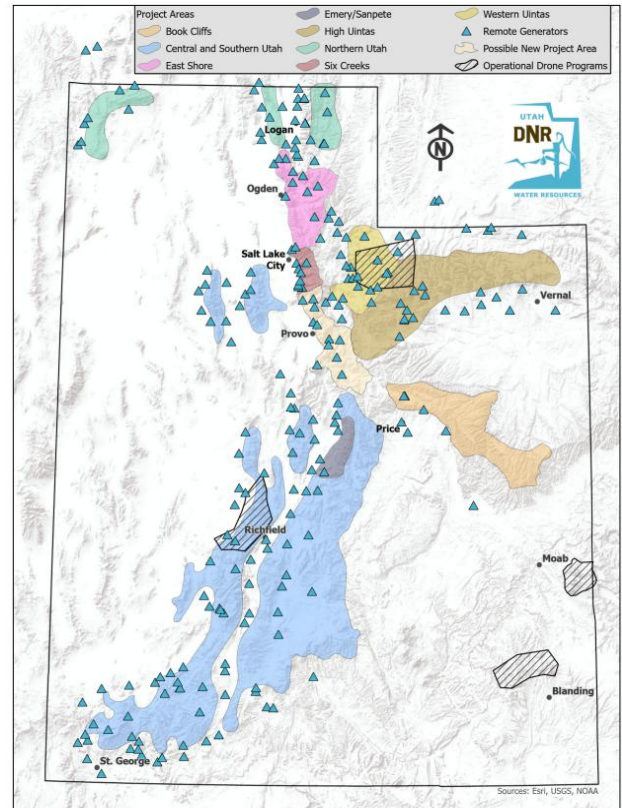 Project Areas
Book Cliffs
Central and Southern Utah
East Shore
Emery/Sanpete
High Uintas
Northern Utah
Six Creeks
Western Uintas
Remote Generators
Possible New Project Area
Operational Drone Programs
N
UTAH
DNR
WATER RESOURCES
Logan
Ogden
Salt Lake
City
Vernal
Provo
Price
Richfield
Moab
Blanding
St. George
Sources: Esri, USGS, NOAA